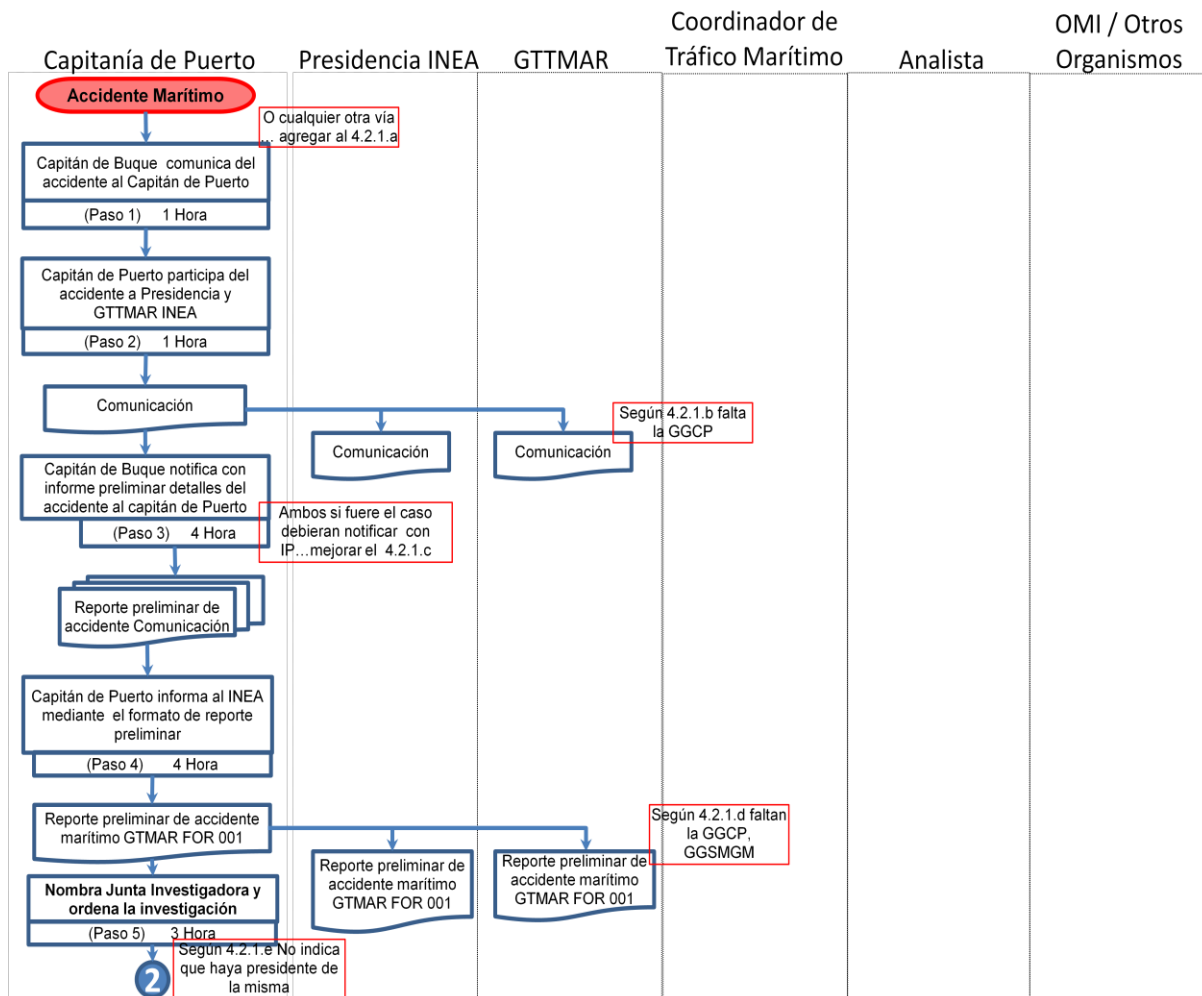 Capitanía de Puerto
Presidencia INEA
GTTMAR
Coordinador de
Tráfico Marítimo
Analista
OMI / Otros
Organismos
Accidente Marítimo
O cualquier otra vía
… agregar al 4.2.1.a
Capitán de Buque comunica del
accidente al Capitán de Puerto
(Paso 1) 1 Hora
Capitán de Puerto participa del
accidente a Presidencia y
GTTMAR INEA
(Paso 2) 1 Hora
Comunicación
Comunicación
Comunicación
Según 4.2.1.b falta
la GGCP
Capitán de Buque notifica con
informe preliminar detalles del
accidente al capitán de Puerto
(Paso 3) 4 Hora
Ambos si fuere el caso
debieran notificar con
IP…mejorar el 4.2.1.c
Reporte preliminar de
accidente Comunicación
Capitán de Puerto informa al INEA
mediante el formato de reporte
preliminar
(Paso 4) 4 Hora
Reporte preliminar de accidente
marítimo GTMAR FOR 001
Reporte preliminar de
accidente marítimo
GTMAR FOR 001
Reporte preliminar de
accidente marítimo
GTMAR FOR 001
Según 4.2.1.d faltan
la GGCP,
GGSMGM
Nombra Junta Investigadora y
ordena la investigación
(Paso 5) 3 Hora
Según 4.2.1.e No indica
que haya presidente de
la misma
2